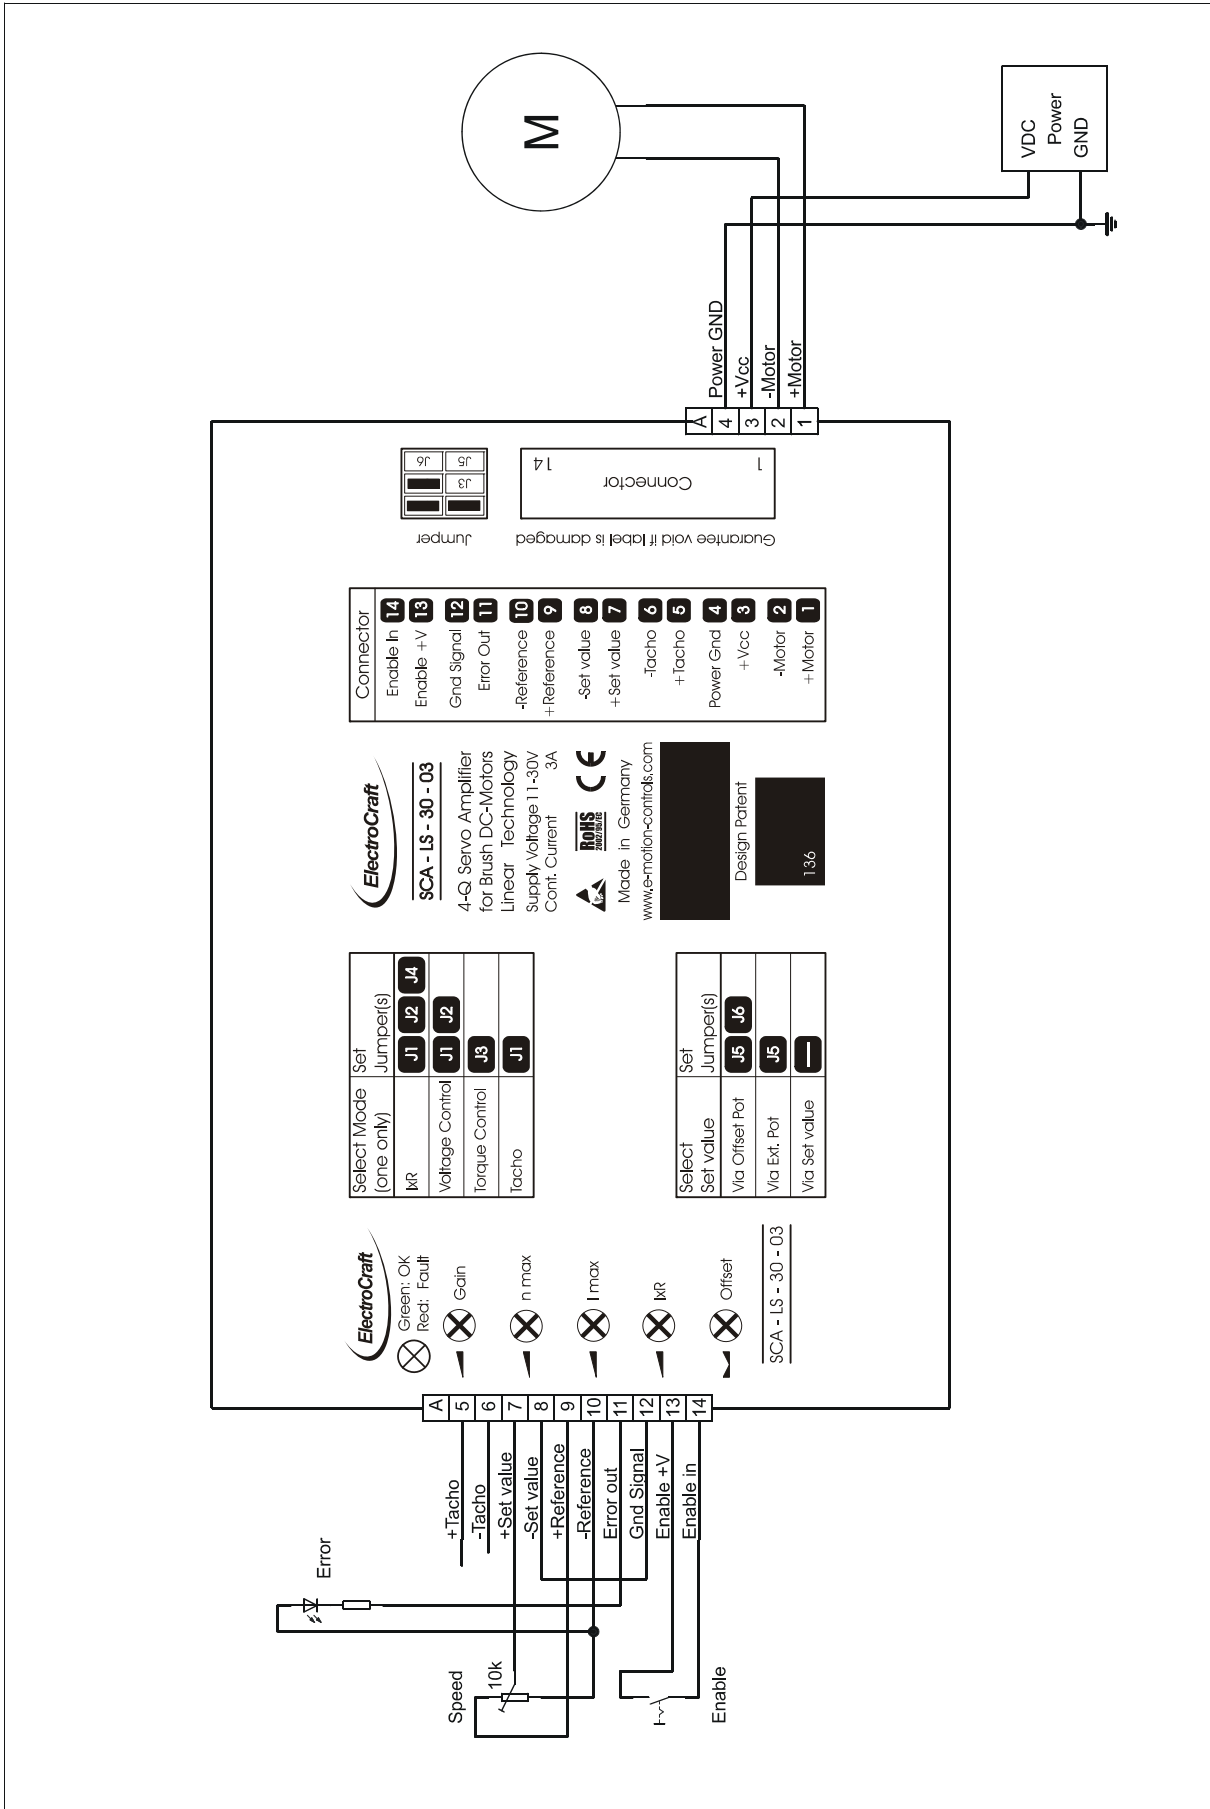 M
VDC
Power
GND
Power GND
+Vcc
-Motor
+Motor
A
4
3
2
1
J6
J5
J3
Jumper
14
1
Connector
Guarantee void if label is damaged
Connector
Enable In 14
Enable +V 13
Gnd Signal 12
Error Out 11
-Reference 10
+Reference 9
-Set value 8
+Set value 7
-Tacho 6
+Tacho 5
Power Gnd 4
+Vcc 3
-Motor 2
+Motor 1
ElectroCraft
SCA - LS - 30 - 03
4-Q Servo Amplifier
for Brush DC-Motors
Linear Technology
Supply Voltage 11-30V
Cont. Current 3A
RoHS
2002/95/EC
CE
Made in Germany
www.e-motion-controls.com
Design Patent
136
Select Mode
(one only)
Set
Jumper(s)
IxR J1 J2 J4
Voltage Control J1 J2
Torque Control J3
Tacho J1
Select
Set value
Set
Jumper(s)
Via Offset Pot J5 J6
Via Ext. Pot J5
Via Set value —
ElectroCraft
Green: OK
Red: Fault
Gain
n max
I max
IxR
Offset
SCA - LS - 30 - 03
A
5
6
7
8
9
10
11
12
13
14
+Tacho
-Tacho
+Set value
-Set value
+Reference
-Reference
Error out
Gnd Signal
Enable +V
Enable in
Error
Speed
10k
Enable